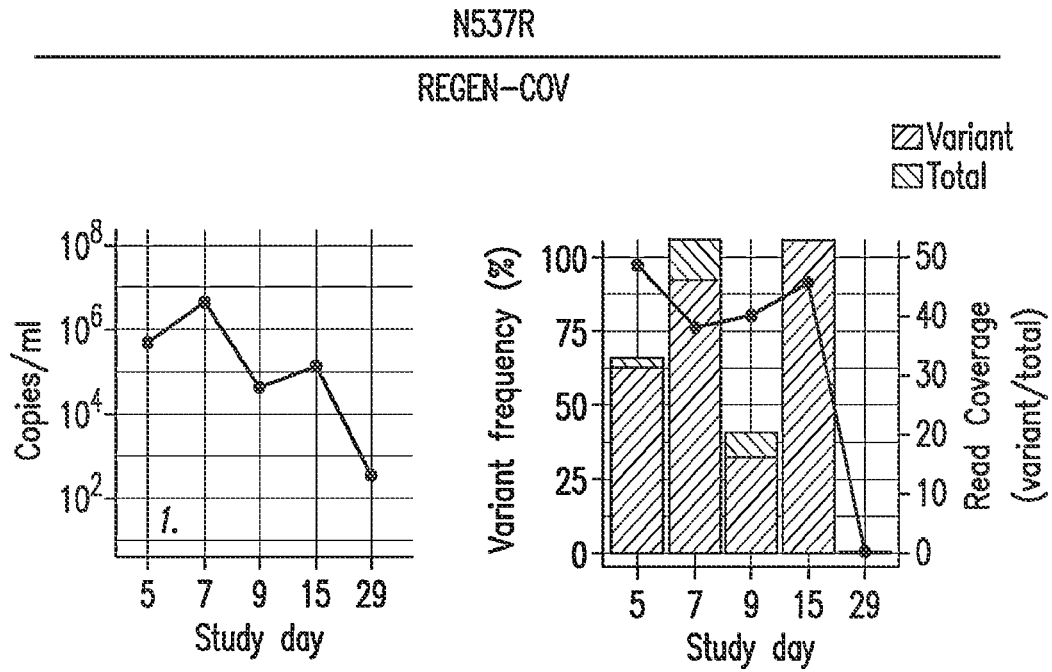 N537R
REGEN-COV
Variant
Total
Copies/ml
10^8
10^6
10^4
10^2
1.
5 7 9 15 29
Study day
Variant frequency (%)
100
75
50
25
0
5 7 9 15 29
Study day
50
40
30
20
10
0
Read Coverage
(variant/total)